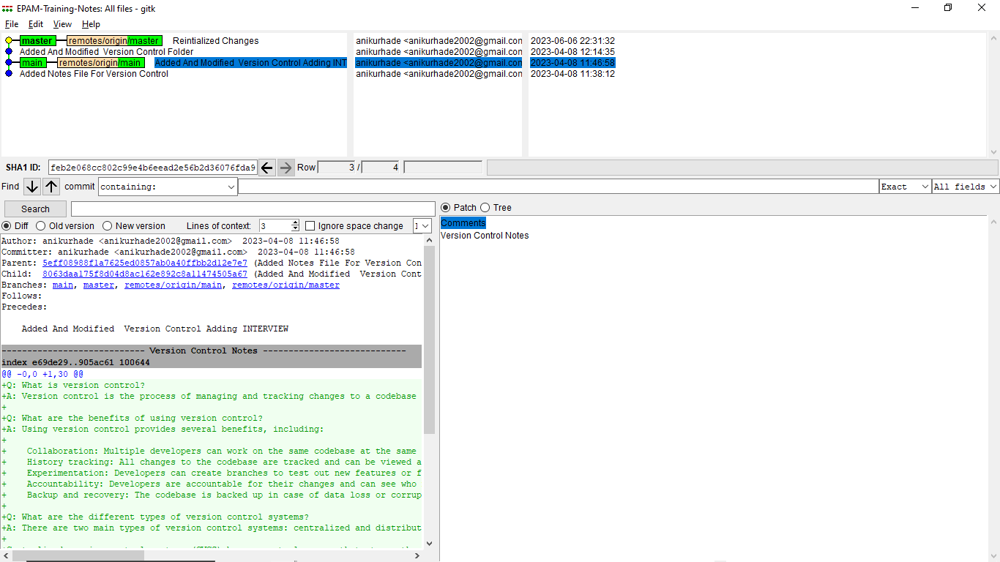 EPAM-Training-Notes: All files - gitk
File Edit View Help
master remotes/origin/master Reintialized Changes anikurhade <anikurhade2002@gmail.con 2023-06-06 22:31:32
Added And Modified  Version Control Folder anikurhade <anikurhade2002@gmail.con 2023-04-08 12:14:35
main remotes/origin/main Added And Modified  Version Control Adding INT anikurhade <anikurhade2002@gmail.con 2023-04-08 11:46:58
Added Notes File For Version Control anikurhade <anikurhade2002@gmail.con 2023-04-08 11:38:12
SHA1 ID: feb2e068cc802c99e4b6eead2e56b2d36076fda9 Row 3 / 4
Find commit containing: Exact All fields
Search
Patch Tree
Diff Old version New version Lines of context: 3 Ignore space change
Comments
Version Control Notes
Author: anikurhade <anikurhade2002@gmail.com>  2023-04-08 11:46:58
Committer: anikurhade <anikurhade2002@gmail.com>  2023-04-08 11:46:58
Parent: 5eff08988f1a7625ed0857ab0a40ffbb2d12e7e7 (Added Notes File For Version Con
Child:  8063daa175f8d04d8ac162e892c8a11474505a67 (Added And Modified  Version Cont
Branches: main, master, remotes/origin/main, remotes/origin/master
Follows:
Precedes:
Added And Modified  Version Control Adding INTERVIEW
---------------------------- Version Control Notes ----------------------------
index e69de29..905ac61 100644
@@ -0,0 +1,30 @@
+Q: What is version control?
+A: Version control is the process of managing and tracking changes to a codebase
+
+Q: What are the benefits of using version control?
+A: Using version control provides several benefits, including:
+
+    Collaboration: Multiple developers can work on the same codebase at the same
+    History tracking: All changes to the codebase are tracked and can be viewed a
+    Experimentation: Developers can create branches to test out new features or f
+    Accountability: Developers are accountable for their changes and can see who
+    Backup and recovery: The codebase is backed up in case of data loss or corrup
+
+Q: What are the different types of version control systems?
+A: There are two main types of version control systems: centralized and distribut
+